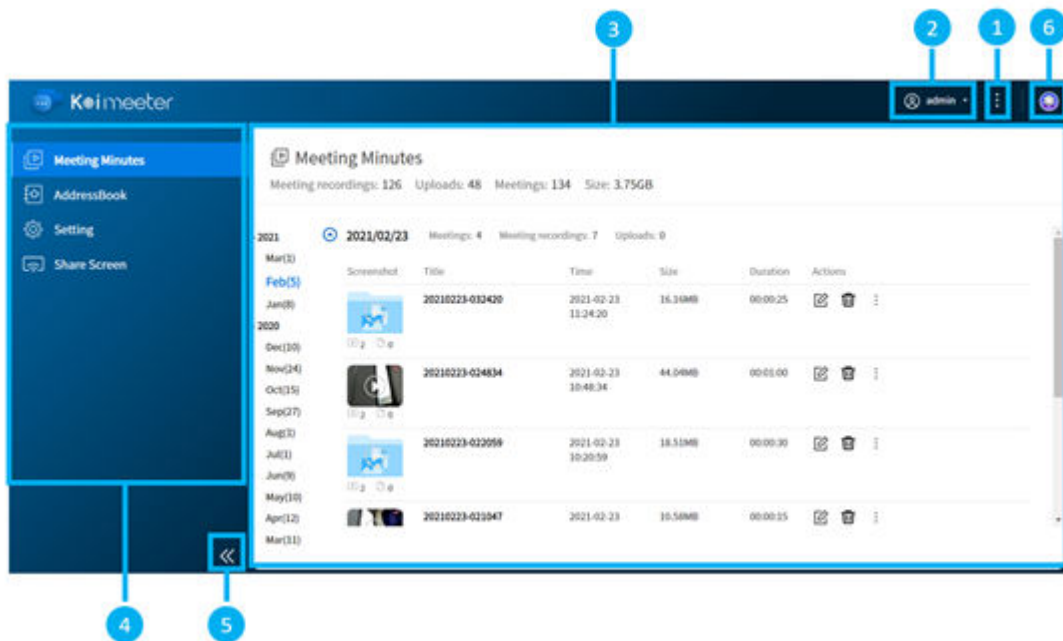 3
2
1
6
Koimeeter
admin
Meeting Minutes
AddressBook
Setting
Share Screen
Meeting Minutes
Meeting recordings: 126 Uploads: 48 Meetings: 134 Size: 3.75GB
2021
Mar(1)
Feb(5)
Jan(8)
2020
Dec(10)
Nov(24)
Oct(15)
Sep(27)
Aug(1)
Jul(1)
Jun(9)
May(10)
Apr(12)
Mar(11)
2021/02/23 Meetings: 4 Meeting recordings: 7 Uploads: 0
Screenshot Title Time Size Duration Actions
20210223-032420 2021-02-23 16.16MB 00:00:25
11:24:20
2 0
20210223-024834 2021-02-23 44.04MB 00:01:00
10:48:34
2 0
20210223-022059 2021-02-23 18.51MB 00:00:30
10:20:59
2 0
20210223-021047 2021-02-23 10.58MB 00:00:15
4
5